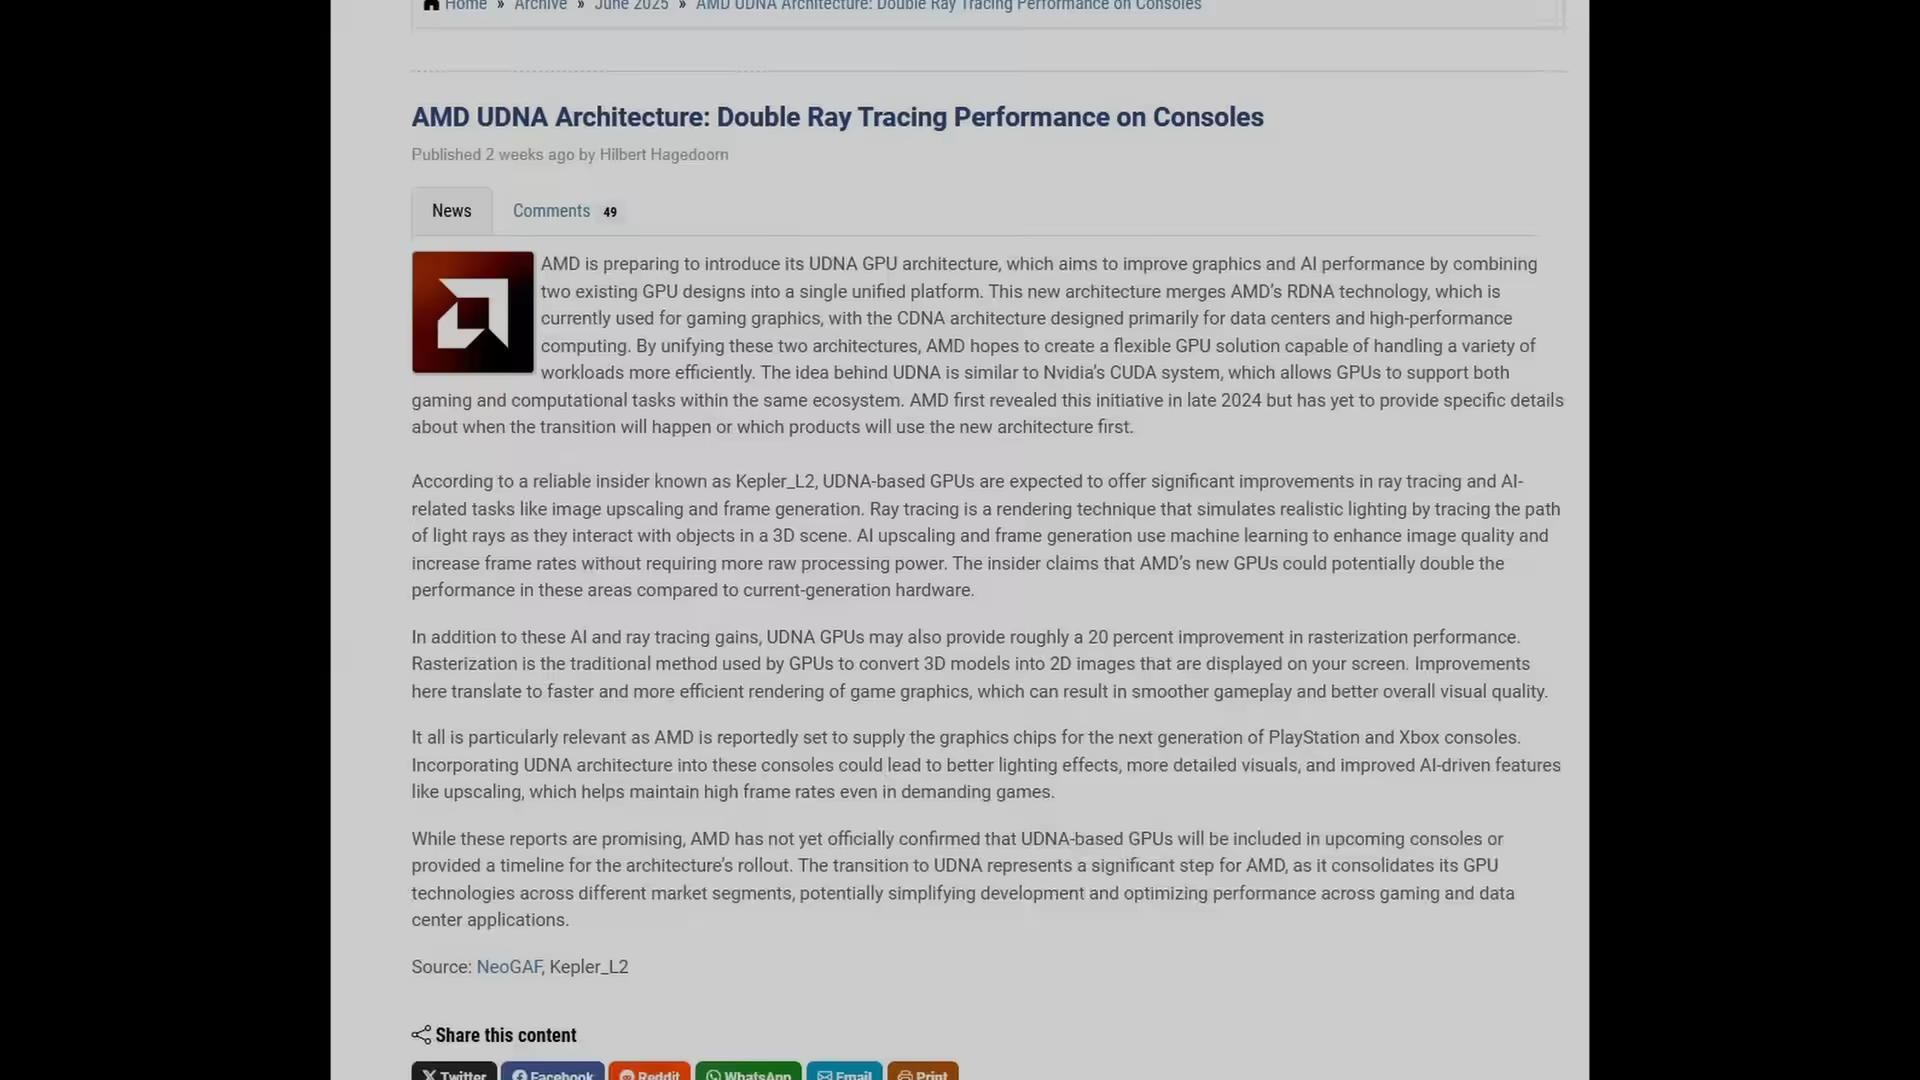 Home » Archive » June 2025 » AMD UDNA Architecture: Double Ray Tracing Performance on Consoles
AMD UDNA Architecture: Double Ray Tracing Performance on Consoles
Published 2 weeks ago by Hilbert Hagedoorn
News Comments 49
AMD is preparing to introduce its UDNA GPU architecture, which aims to improve graphics and AI performance by combining
two existing GPU designs into a single unified platform. This new architecture merges AMD’s RDNA technology, which is
currently used for gaming graphics, with the CDNA architecture designed primarily for data centers and high-performance
computing. By unifying these two architectures, AMD hopes to create a flexible GPU solution capable of handling a variety of
workloads more efficiently. The idea behind UDNA is similar to Nvidia’s CUDA system, which allows GPUs to support both
gaming and computational tasks within the same ecosystem. AMD first revealed this initiative in late 2024 but has yet to provide specific details
about when the transition will happen or which products will use the new architecture first.
According to a reliable insider known as Kepler_L2, UDNA-based GPUs are expected to offer significant improvements in ray tracing and AI-
related tasks like image upscaling and frame generation. Ray tracing is a rendering technique that simulates realistic lighting by tracing the path
of light rays as they interact with objects in a 3D scene. AI upscaling and frame generation use machine learning to enhance image quality and
increase frame rates without requiring more raw processing power. The insider claims that AMD’s new GPUs could potentially double the
performance in these areas compared to current-generation hardware.
In addition to these AI and ray tracing gains, UDNA GPUs may also provide roughly a 20 percent improvement in rasterization performance.
Rasterization is the traditional method used by GPUs to convert 3D models into 2D images that are displayed on your screen. Improvements
here translate to faster and more efficient rendering of game graphics, which can result in smoother gameplay and better overall visual quality.
It all is particularly relevant as AMD is reportedly set to supply the graphics chips for the next generation of PlayStation and Xbox consoles.
Incorporating UDNA architecture into these consoles could lead to better lighting effects, more detailed visuals, and improved AI-driven features
like upscaling, which helps maintain high frame rates even in demanding games.
While these reports are promising, AMD has not yet officially confirmed that UDNA-based GPUs will be included in upcoming consoles or
provided a timeline for the architecture’s rollout. The transition to UDNA represents a significant step for AMD, as it consolidates its GPU
technologies across different market segments, potentially simplifying development and optimizing performance across gaming and data
center applications.
Source: NeoGAF, Kepler_L2
Share this content
Twitter Facebook Reddit WhatsApp Email Print